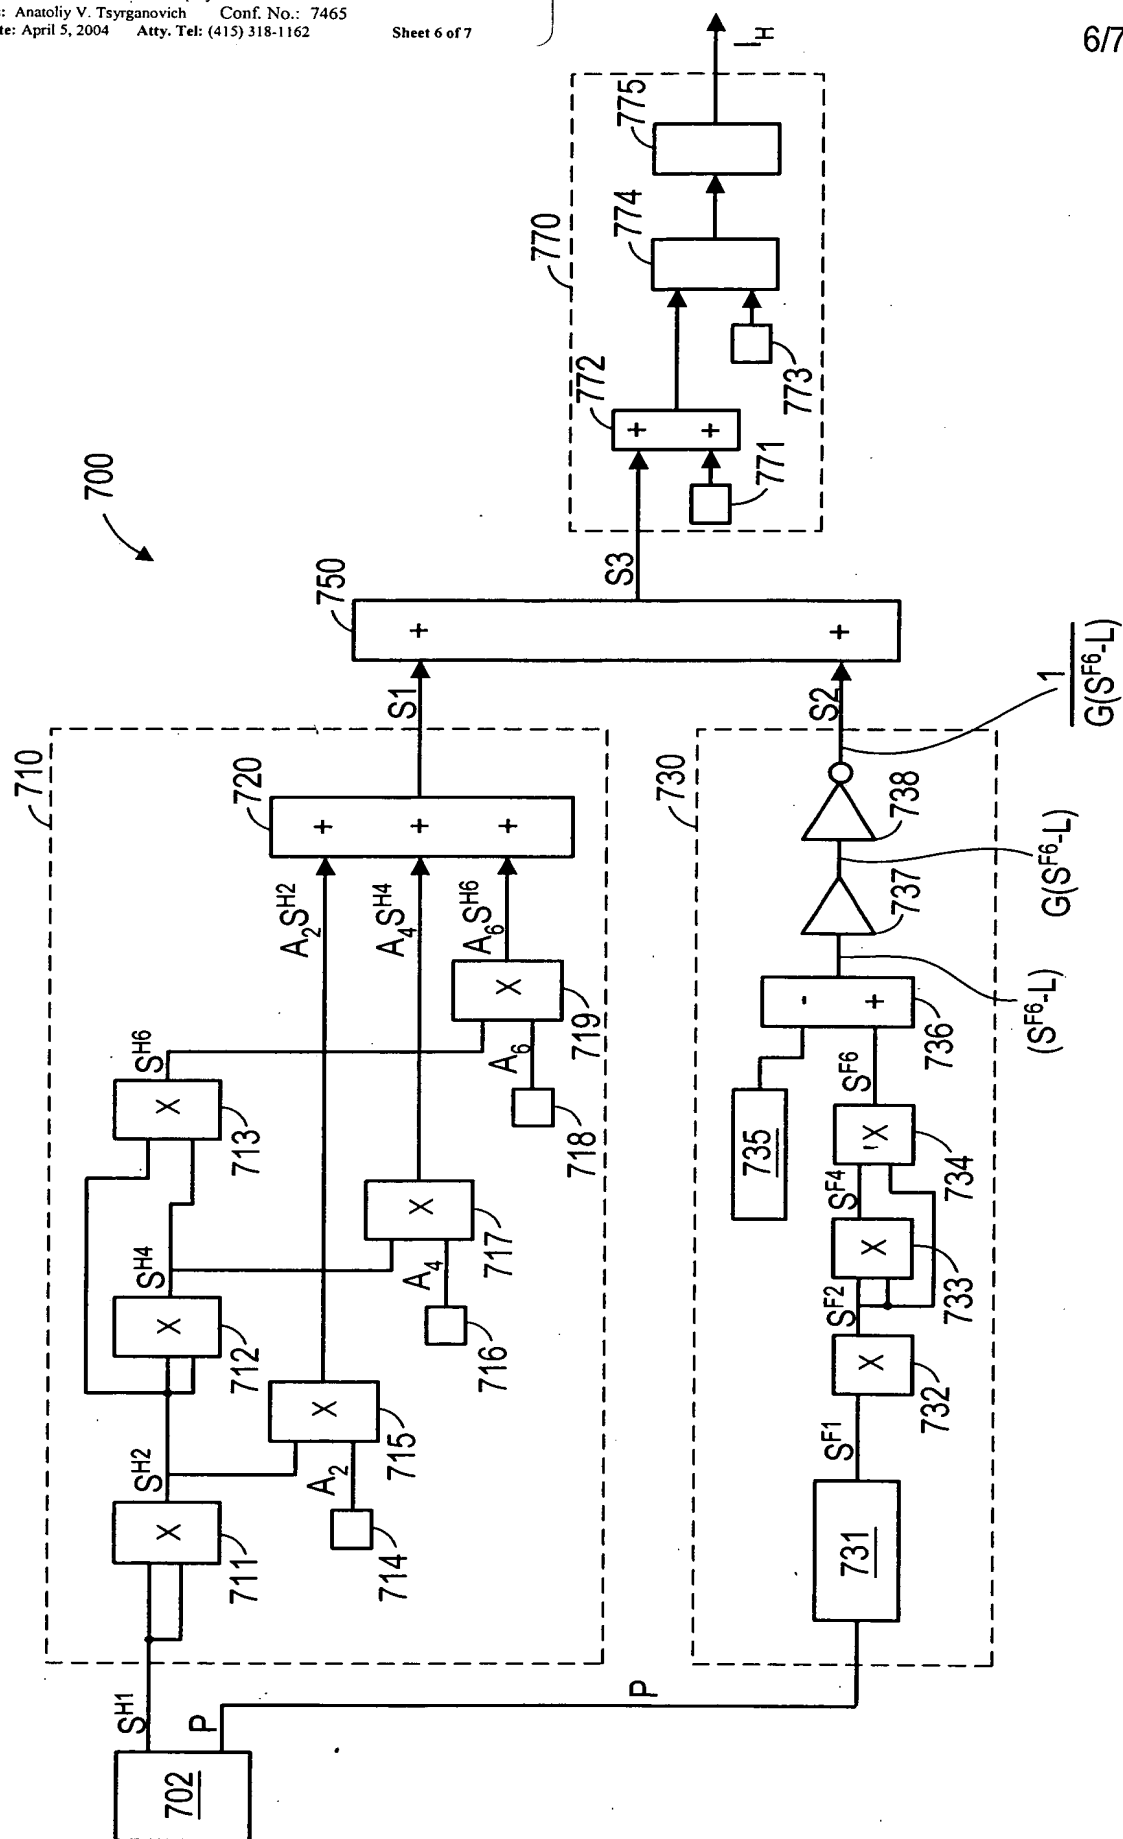 : Anatoliy V. Tsyrganovich Conf. No.: 7465
te: April 5, 2004 Atty. Tel: (415) 318-1162 Sheet 6 of 7
6/7
700
702
S^H1
P
P
710
711
S^H2
712
S^H4
713
S^H6
714
A_2
715
716
A_4
717
718
A_6
719
A_2S^H2
A_4S^H4
A_6S^H6
720
+
+
+
X
X
X
X
X
X
S1
730
731
S^F1
732
S^F2
733
S^F4
734
S^F6
735
736
-
+
X
X
X
(S^F6-L)
737
G(S^F6-L)
738
1
G(S^F6-L)
S2
750
+
+
S3
770
771
772
+
+
773
774
775
I_H